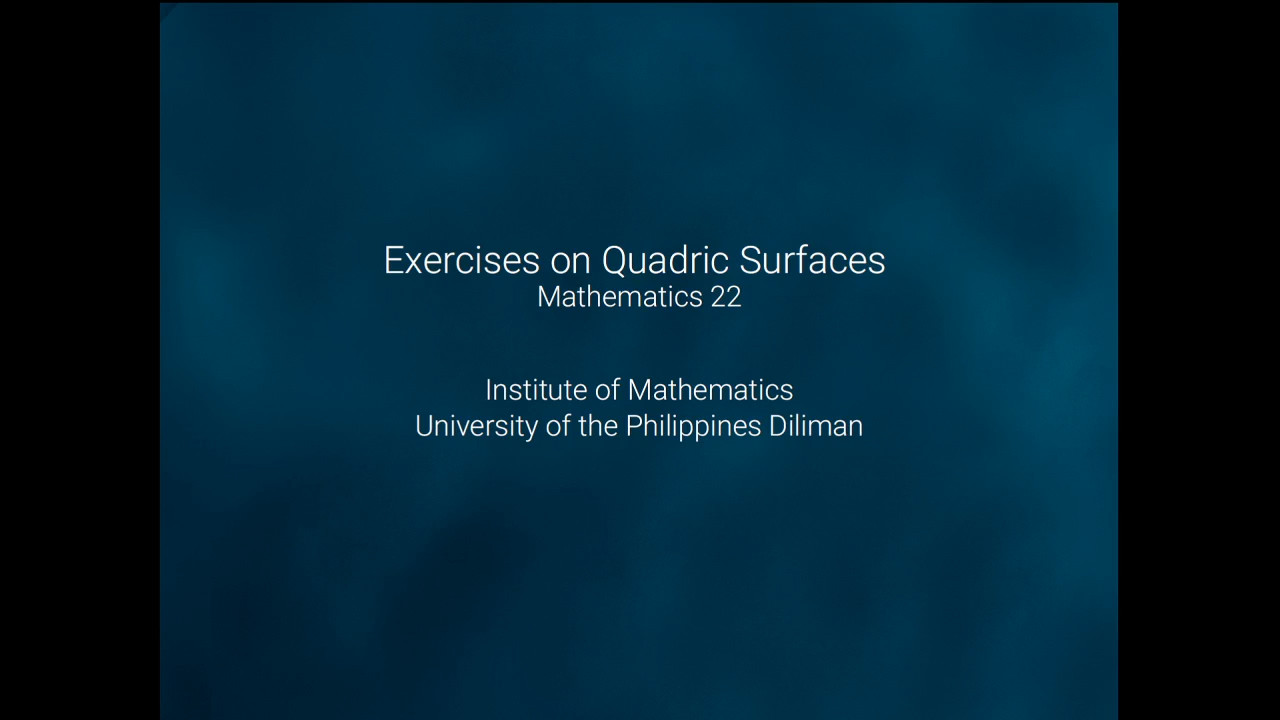 Exercises on Quadric Surfaces
Mathematics 22
Institute of Mathematics
University of the Philippines Diliman